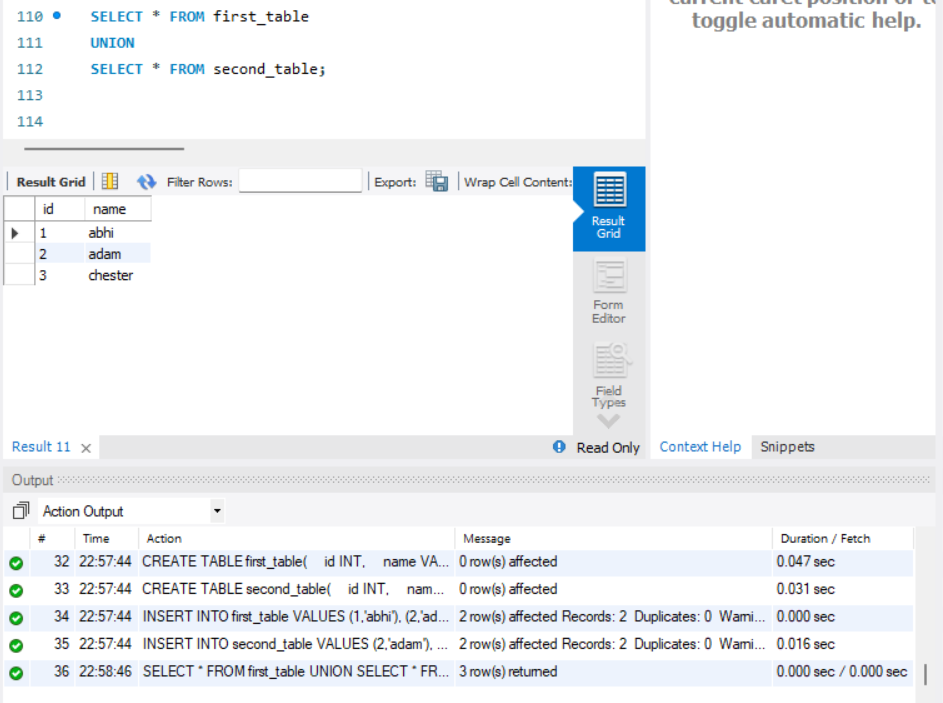 current caret position or to
toggle automatic help.
110 SELECT * FROM first_table
111 UNION
112 SELECT * FROM second_table;
113
114
Result Grid Filter Rows: Export: Wrap Cell Content:
id name
1 abhi
2 adam
3 chester
Result
Grid
Form
Editor
Field
Types
Result 11 × Read Only Context Help Snippets
Output
Action Output
# Time Action Message Duration / Fetch
32 22:57:44 CREATE TABLE first_table( id INT, name VA... 0 row(s) affected 0.047 sec
33 22:57:44 CREATE TABLE second_table( id INT, nam... 0 row(s) affected 0.031 sec
34 22:57:44 INSERT INTO first_table VALUES (1,'abhi'), (2,'ad... 2 row(s) affected Records: 2 Duplicates: 0 Warni... 0.000 sec
35 22:57:44 INSERT INTO second_table VALUES (2,'adam'), ... 2 row(s) affected Records: 2 Duplicates: 0 Warni... 0.016 sec
36 22:58:46 SELECT * FROM first_table UNION SELECT * FR... 3 row(s) returned 0.000 sec / 0.000 sec